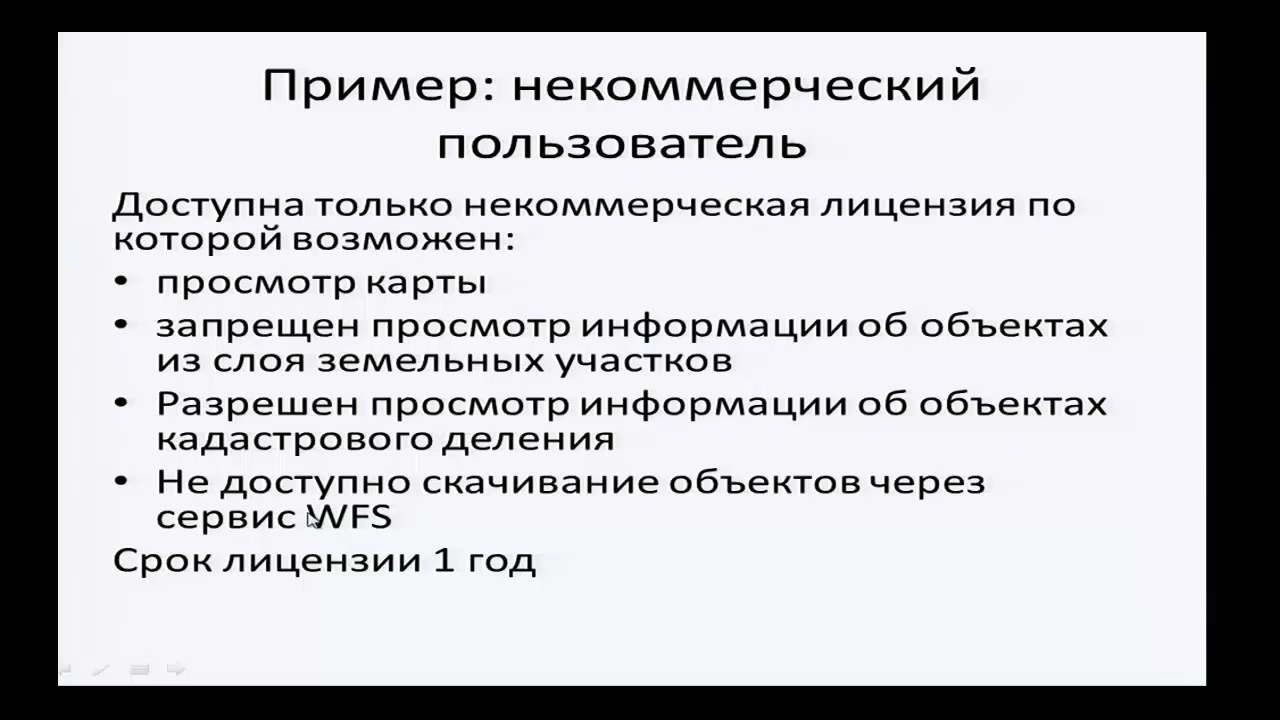 Пример: некоммерческий
пользователь
Доступна только некоммерческая лицензия по
которой возможен:
• просмотр карты
• запрещен просмотр информации об объектах
из слоя земельных участков
• Разрешен просмотр информации об объектах
кадастрового деления
• Не доступно скачивание объектов через
сервис WFS
Срок лицензии 1 год